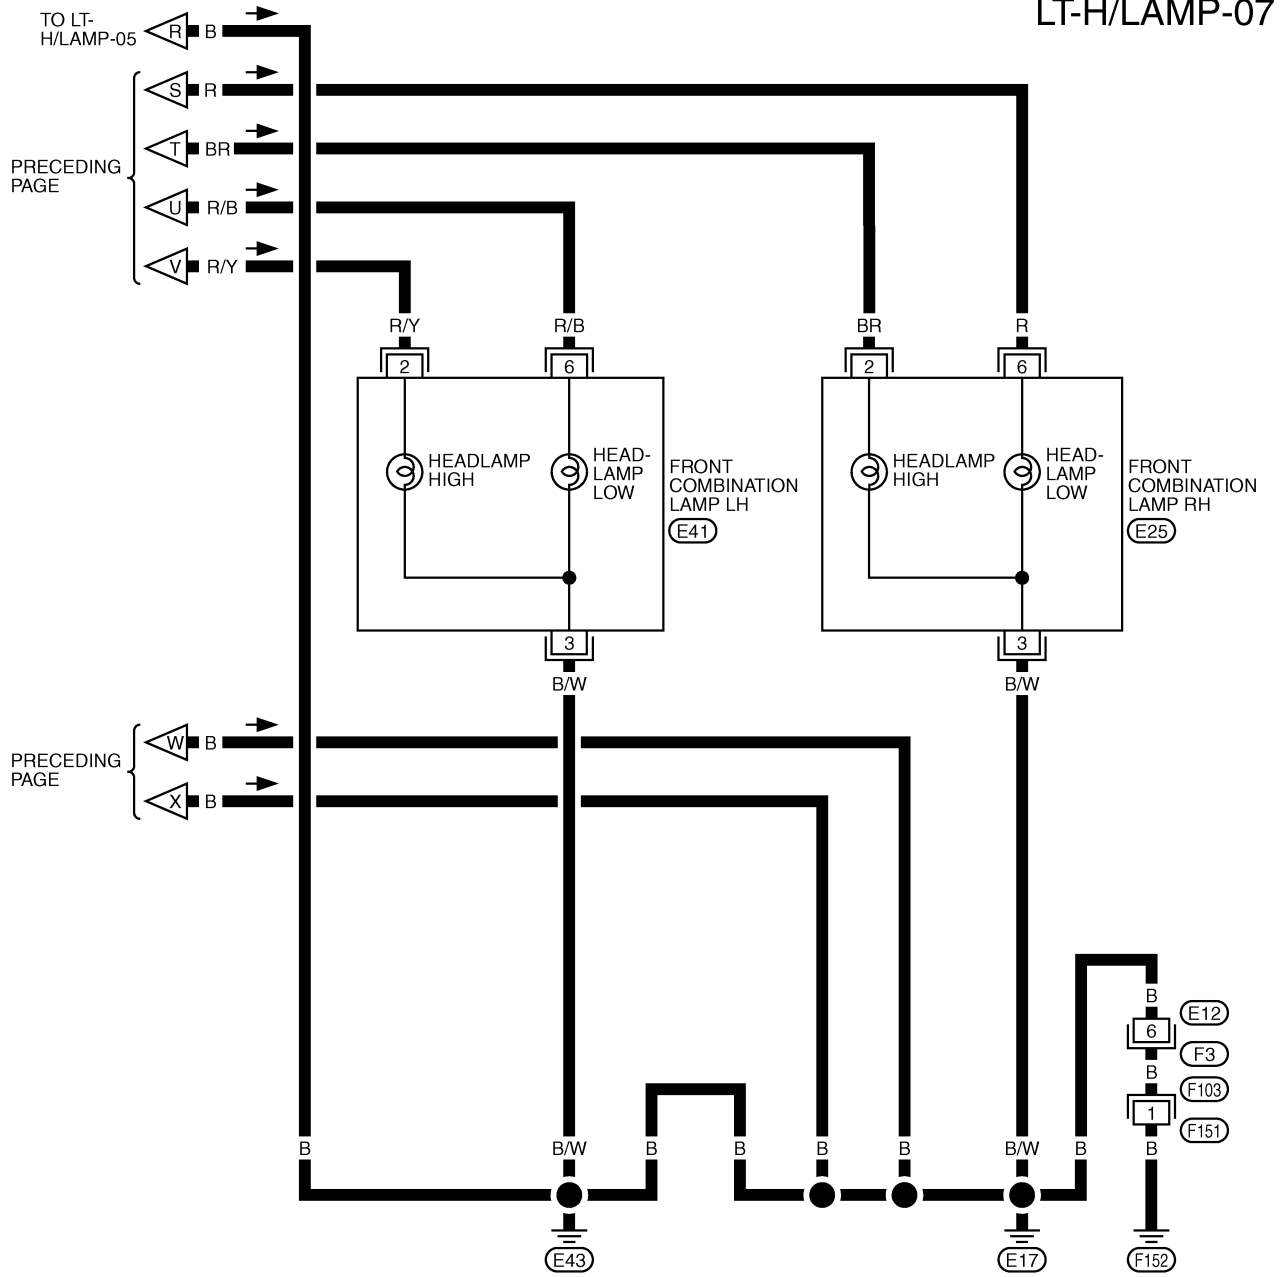 LT-H/LAMP-07
TO LT-
H/LAMP-05
R B
S R
T BR
U R/B
V R/Y
PRECEDING
PAGE
R/Y
R/B
BR
R
2
6
2
6
HEADLAMP
HIGH
HEAD-
LAMP
LOW
FRONT
COMBINATION
LAMP LH
E41
HEADLAMP
HIGH
HEAD-
LAMP
LOW
FRONT
COMBINATION
LAMP RH
E25
3
3
B/W
B/W
W B
X B
PRECEDING
PAGE
B
E12
6
F3
B
F103
1
F151
B
B/W
B
B
B
B
B/W
B
B
E43
E17
F152